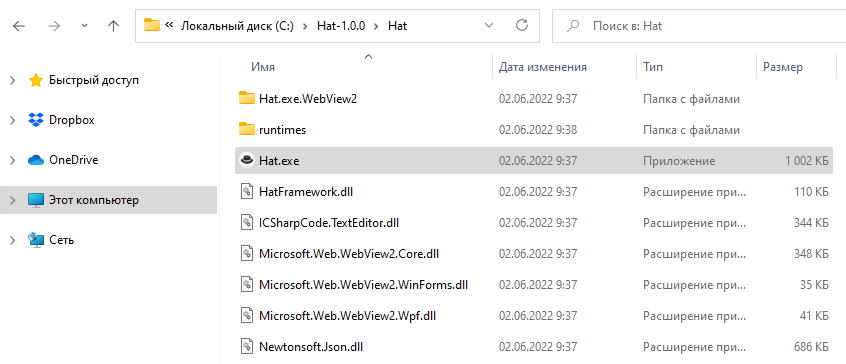 « Локальный диск (C:) › Hat-1.0.0 › Hat
Поиск в: Hat
Имя Дата изменения Тип Размер
Быстрый доступ
Dropbox
OneDrive
Этот компьютер
Сеть
Hat.exe.WebView2 02.06.2022 9:37 Папка с файлами
runtimes 02.06.2022 9:38 Папка с файлами
Hat.exe 02.06.2022 9:37 Приложение 1 002 КБ
HatFramework.dll 02.06.2022 9:37 Расширение при... 110 КБ
ICSharpCode.TextEditor.dll 02.06.2022 9:37 Расширение при... 344 КБ
Microsoft.Web.WebView2.Core.dll 02.06.2022 9:37 Расширение при... 348 КБ
Microsoft.Web.WebView2.WinForms.dll 02.06.2022 9:37 Расширение при... 35 КБ
Microsoft.Web.WebView2.Wpf.dll 02.06.2022 9:37 Расширение при... 41 КБ
Newtonsoft.Json.dll 02.06.2022 9:37 Расширение при... 686 КБ